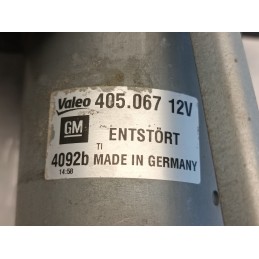 Valeo 405.067 12V
GM ENTSTÖRT
TI
4092b MADE IN GERMANY
14:58